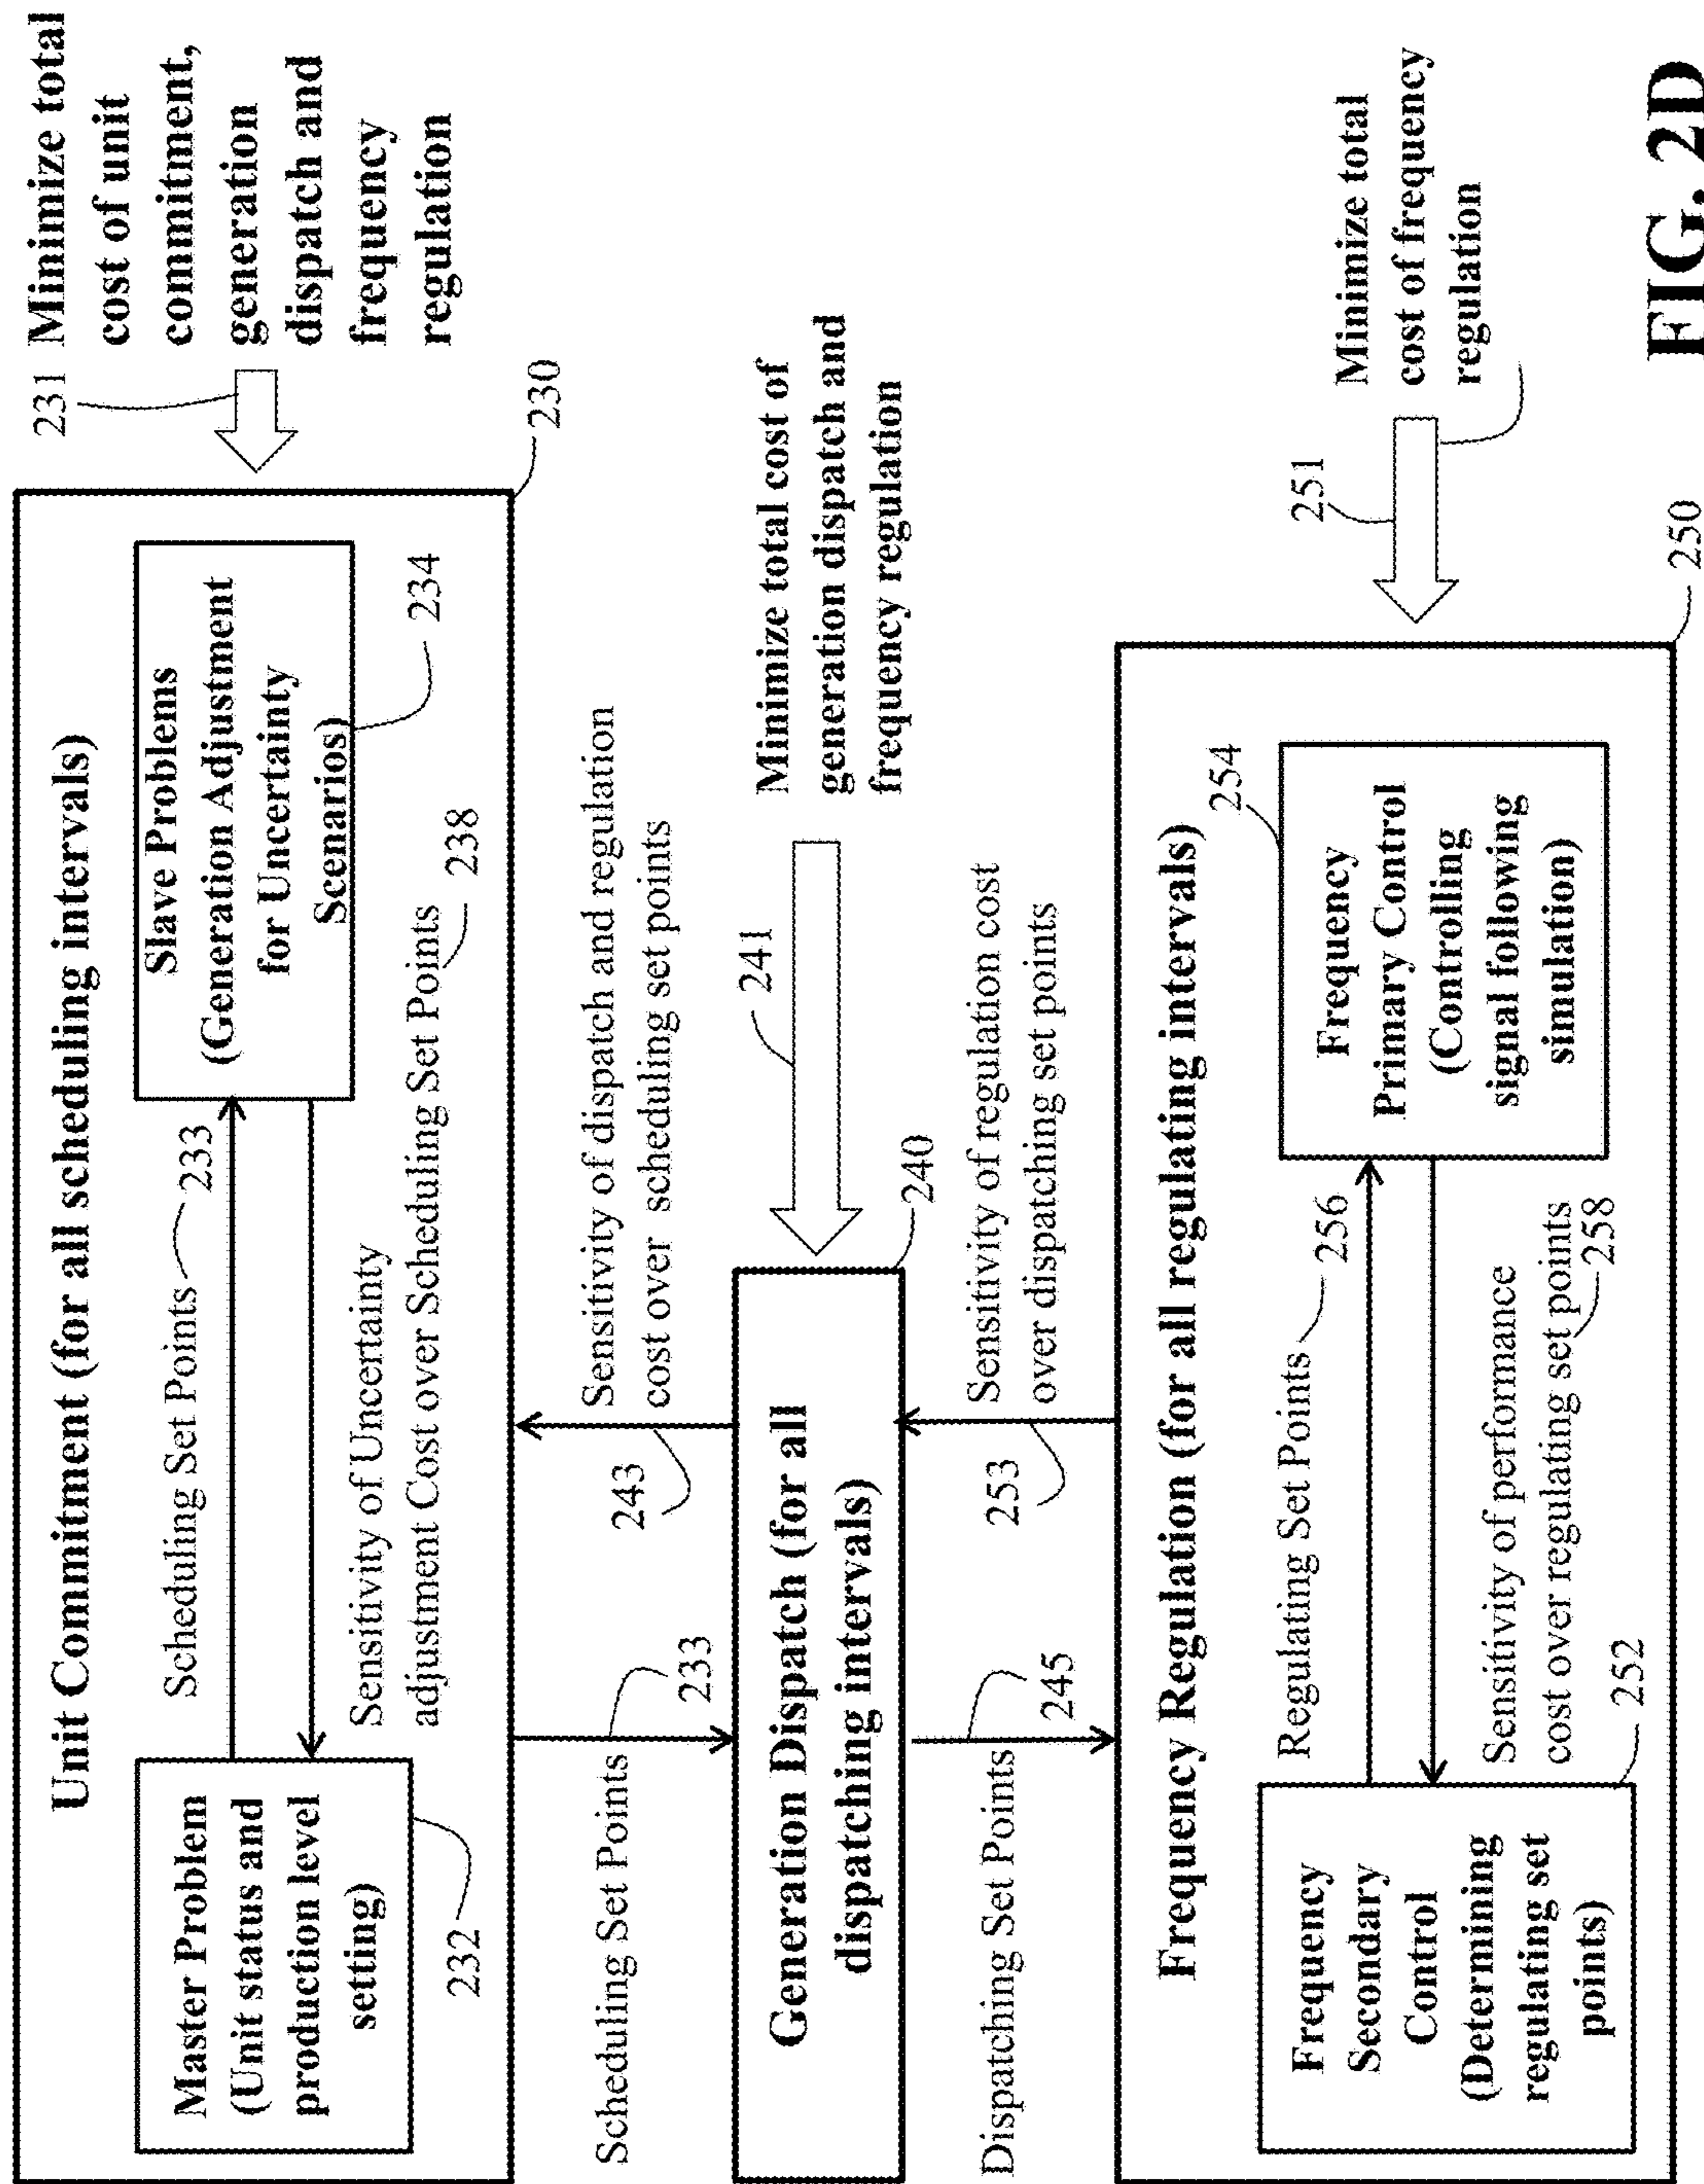 Unit Commitment (for all scheduling intervals)
Master Problem
(Unit status and
production level
setting)
232
Scheduling Set Points
233
Sensitivity of Uncertainty
adjustment Cost over Scheduling Set Points
238
Slave Problems
(Generation Adjustment
for Uncertainty
Scenarios)
234
230
231
Minimize total
cost of unit
commitment,
generation
dispatch and
frequency
regulation
Scheduling Set Points
233
243
Sensitivity of dispatch and regulation
cost over scheduling set points
Generation Dispatch (for all
dispatching intervals)
240
241
Minimize total cost of
generation dispatch and
frequency regulation
Dispatching Set Points
245
253
Sensitivity of regulation cost
over dispatching set points
Frequency Regulation (for all regulating intervals)
Frequency
Secondary
Control
(Determining
regulating set
points)
252
Regulating Set Points
256
Sensitivity of performance
cost over regulating set points
258
Frequency
Primary Control
(Controlling
signal following
simulation)
254
250
251
Minimize total
cost of frequency
regulation
FIG. 2D